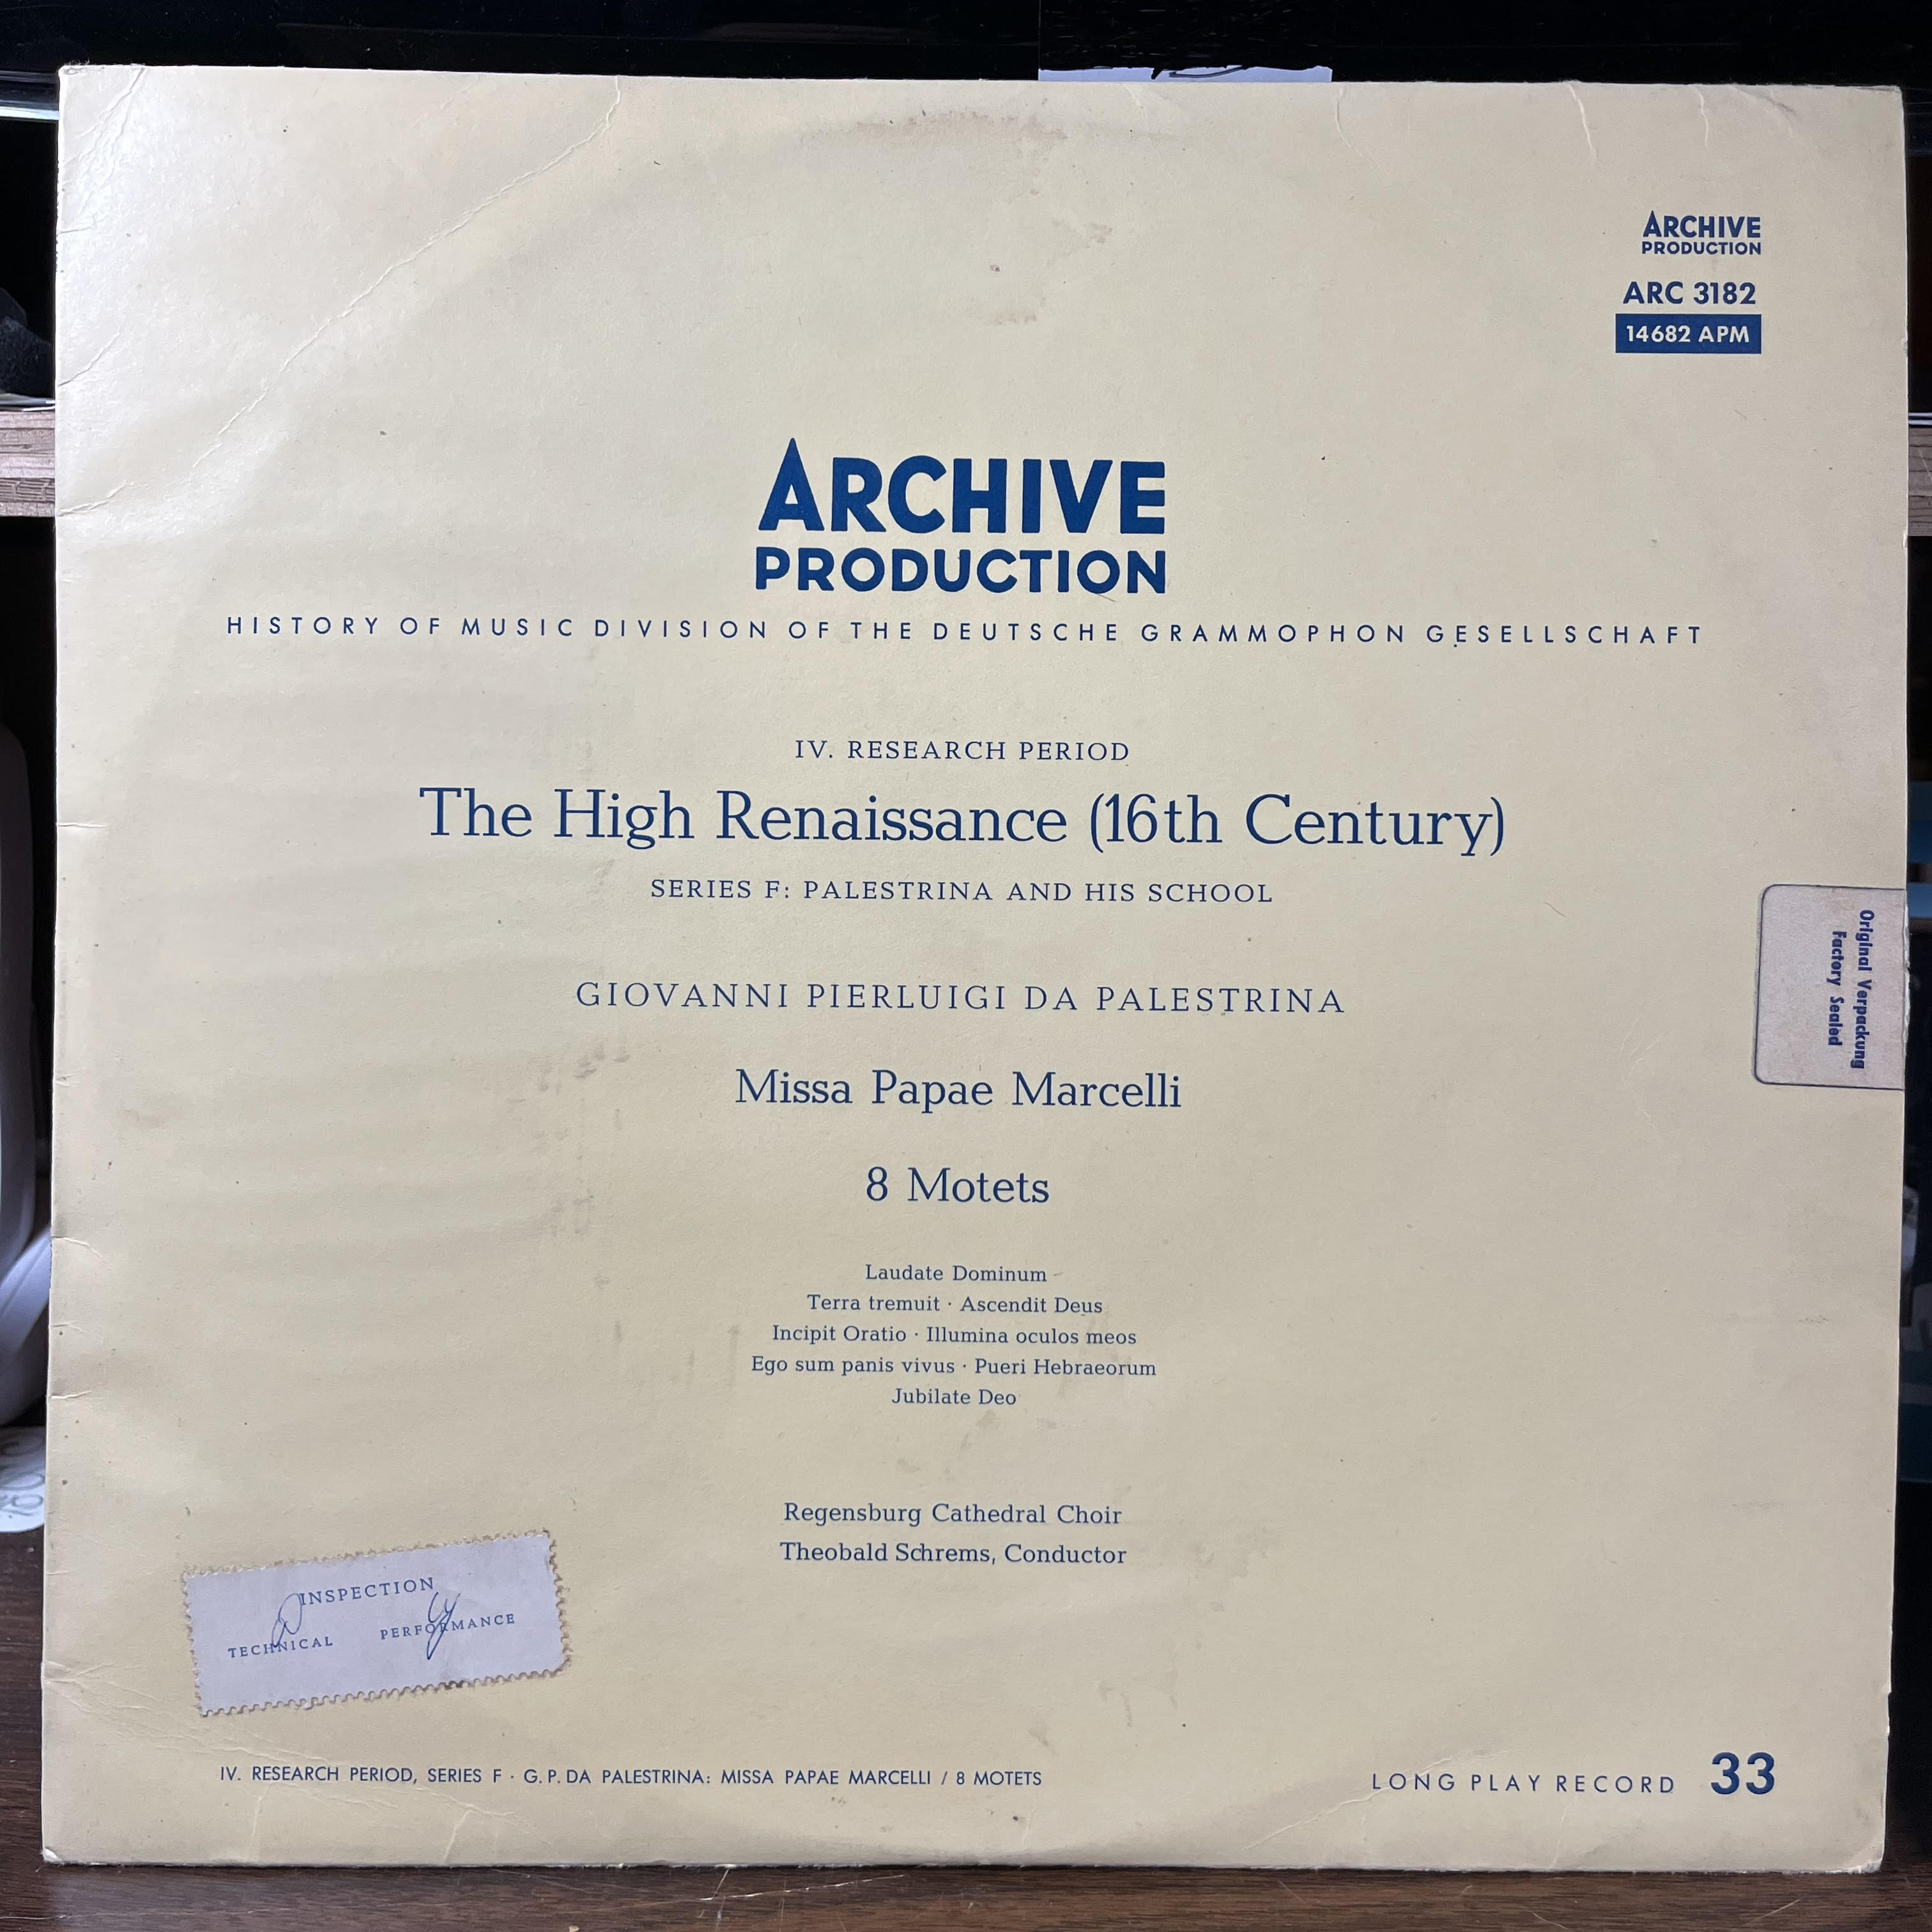 ARCHIVE
PRODUCTION
ARC 3182
14682 APM
ARCHIVE
PRODUCTION
HISTORY OF MUSIC DIVISION OF THE DEUTSCHE GRAMMOPHON GESELLSCHAFT
IV. RESEARCH PERIOD
The High Renaissance (16th Century)
SERIES F: PALESTRINA AND HIS SCHOOL
Original Verpackung
Factory Sealed
GIOVANNI PIERLUIGI DA PALESTRINA
Missa Papae Marcelli
8 Motets
Laudate Dominum
Terra tremuit · Ascendit Deus
Incipit Oratio · Illumina oculos meos
Ego sum panis vivus · Pueri Hebraeorum
Jubilate Deo
Regensburg Cathedral Choir
Theobald Schrems, Conductor
INSPECTION
TECHNICAL PERFORMANCE
IV. RESEARCH PERIOD, SERIES F · G. P. DA PALESTRINA: MISSA PAPAE MARCELLI / 8 MOTETS
LONG PLAY RECORD 33